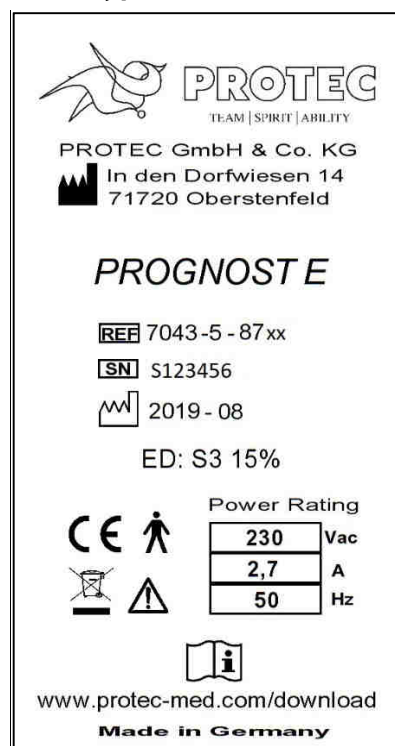 PROTEC
TEAM | SPIRIT | ABILITY
PROTEC GmbH & Co. KG
In den Dorfwiesen 14
71720 Oberstenfeld
PROGNOST E
REF 7043-5-87xx
SN S123456
2019-08
ED: S3 15%
CE
Power Rating
230 Vac
2,7 A
50 Hz
i
www.protec-med.com/download
Made in Germany